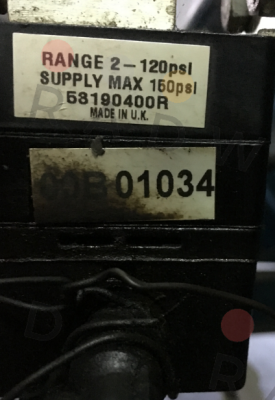 RANGE 2-120psI
SUPPLY MAX 150psI
53190400R
MADE IN U.K.
01034